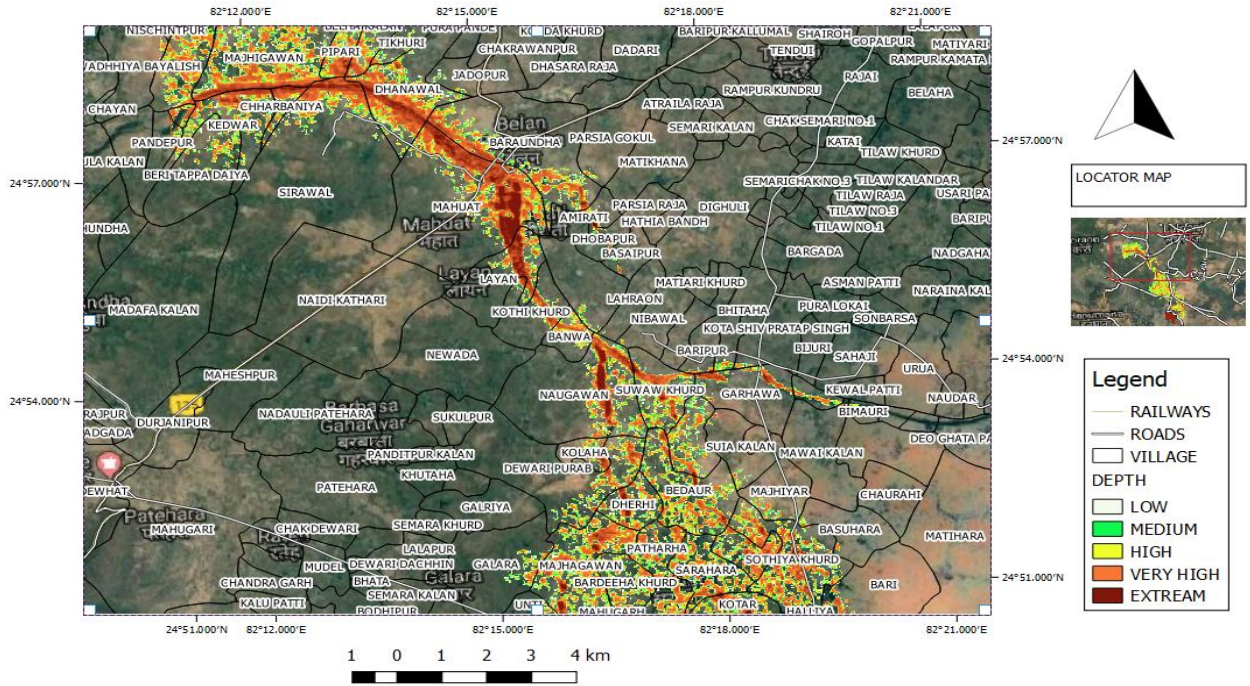 82°12.000'E 82°15.000'E 82°18.000'E 82°21.000'E
NISCHINTPUR
TIKHURI
CHAKRAWANPUR
DADARI
BARIPUR KALLUMAL
SHAIROH
GOPALPUR
MATIYARI
MAJHIGAWAN
PIPARI
TENDUI
RAMPUR KAMATA
DHASARA RAJA
JADOPUR
RAJAI
DHANAWAL
RAMPUR KUNDRU
BELAHA
CHAYAN
CHHARBANIYA
ATRAILA RAJA
KEDWAR
SEMARI KALAN
CHAK SEMARI NO.1
Belan
PANDEPUR
BARAUNDHA
PARSIA GOKUL
KATAI
TILAW KHURD
24°57.000'N
ULA KALAN
MATIKHANA
BERI TAPPA DAIYA
SEMARICHAK NO.3
TILAW KALANDAR
24°57.000'N
SIRAWAL
TILAW RAJA
USARI PA
MAHUAT
PARSIA RAJA
DIGHULI
TILAW NO.3
AMIRATI
HATHIA BANDH
TILAW NO.1
BARIPU
Mahuat
महुआत
HUNDHA
DHOBAPUR
BASAIPUR
BARGADA
NADGAHA
Layan
लायन
LAYAN
MATIARI KHURD
ASMAN PATTI
NARAINA KAL
NAIDI KATHARI
LAHRAON
MADAFA KALAN
KOTHI KHURD
NIBAWAL
BHITAHA
PURA LOKAI
SONBARSA
KOTA SHIV PRATAP SINGH
BANWA
BARIPUR
BIJURI
SAHAJI
24°54.000'N
NEWADA
URUA
MAHESHPUR
NAUGAWAN
SUWAW KHURD
GARHAWA
KEWAL PATTI
NAUDAR
24°54.000'N
RAJPUR
NADAULI PATEHARA
SUKULPUR
BIMAURI
DURJANIPUR
Barbasa
Gaharwar
ADGADA
DEO GHATA PA
PANDITPUR KALAN
KOLAHA
SUIA KALAN
MAWAI KALAN
KHUTAHA
DEWARI PURAB
DEWHAT
PATEHARA
BEDAUR
MAJHIYAR
CHAURAHI
GALRIYA
DHERHI
Patehara
MAHUGARI
CHAK DEWARI
SEMARA KHURD
BASUHARA
MATIHARA
LALAPUR
PATHARHA
MUDEL
DEWARI DACHHIN
GALARA
MAJHAGAWAN
SOTHIYA KHURD
SARAHARA
Galara
CHANDRA GARH
BHATA
BARDEEHA KHURD
BARI
24°51.000'N
SEMARA KALAN
KALU PATTI
BODHIPUR
MAHUGARH
KOTAR
HALLIYA
24°51.000'N 82°12.000'E 82°15.000'E 82°18.000'E 82°21.000'E
1 0 1 2 3 4 km
LOCATOR MAP
Legend
RAILWAYS
ROADS
VILLAGE
DEPTH
LOW
MEDIUM
HIGH
VERY HIGH
EXTREAM